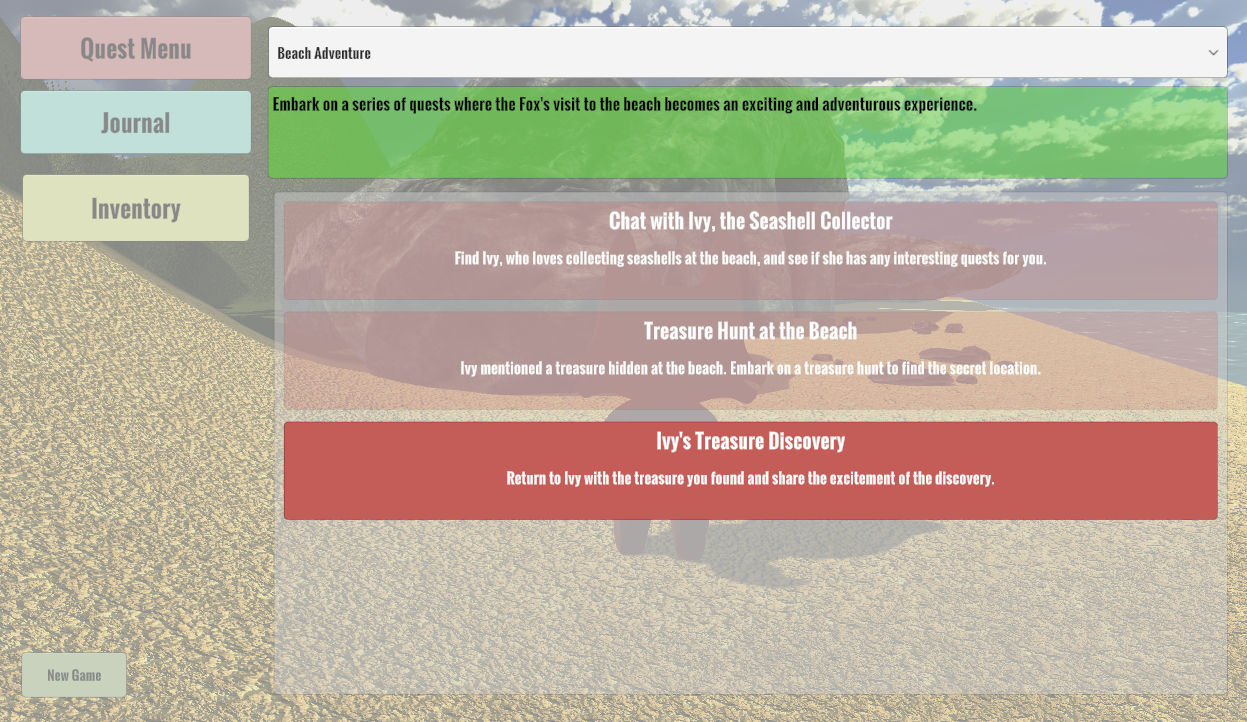 Quest Menu
Journal
Inventory
New Game
Beach Adventure
Embark on a series of quests where the Fox's visit to the beach becomes an exciting and adventurous experience.
Chat with Ivy, the Seashell Collector
Find Ivy, who loves collecting seashells at the beach, and see if she has any interesting quests for you.
Treasure Hunt at the Beach
Ivy mentioned a treasure hidden at the beach. Embark on a treasure hunt to find the secret location.
Ivy's Treasure Discovery
Return to Ivy with the treasure you found and share the excitement of the discovery.